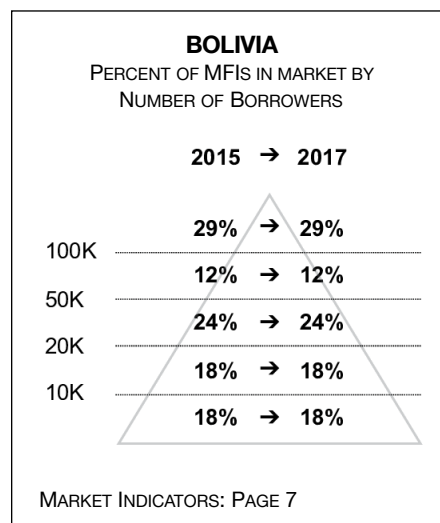 BOLIVIA
PERCENT OF MFIS IN MARKET BY
NUMBER OF BORROWERS
2015 ➔ 2017
29% ➔ 29%
100K
12% ➔ 12%
50K
24% ➔ 24%
20K
18% ➔ 18%
10K
18% ➔ 18%
MARKET INDICATORS: PAGE 7